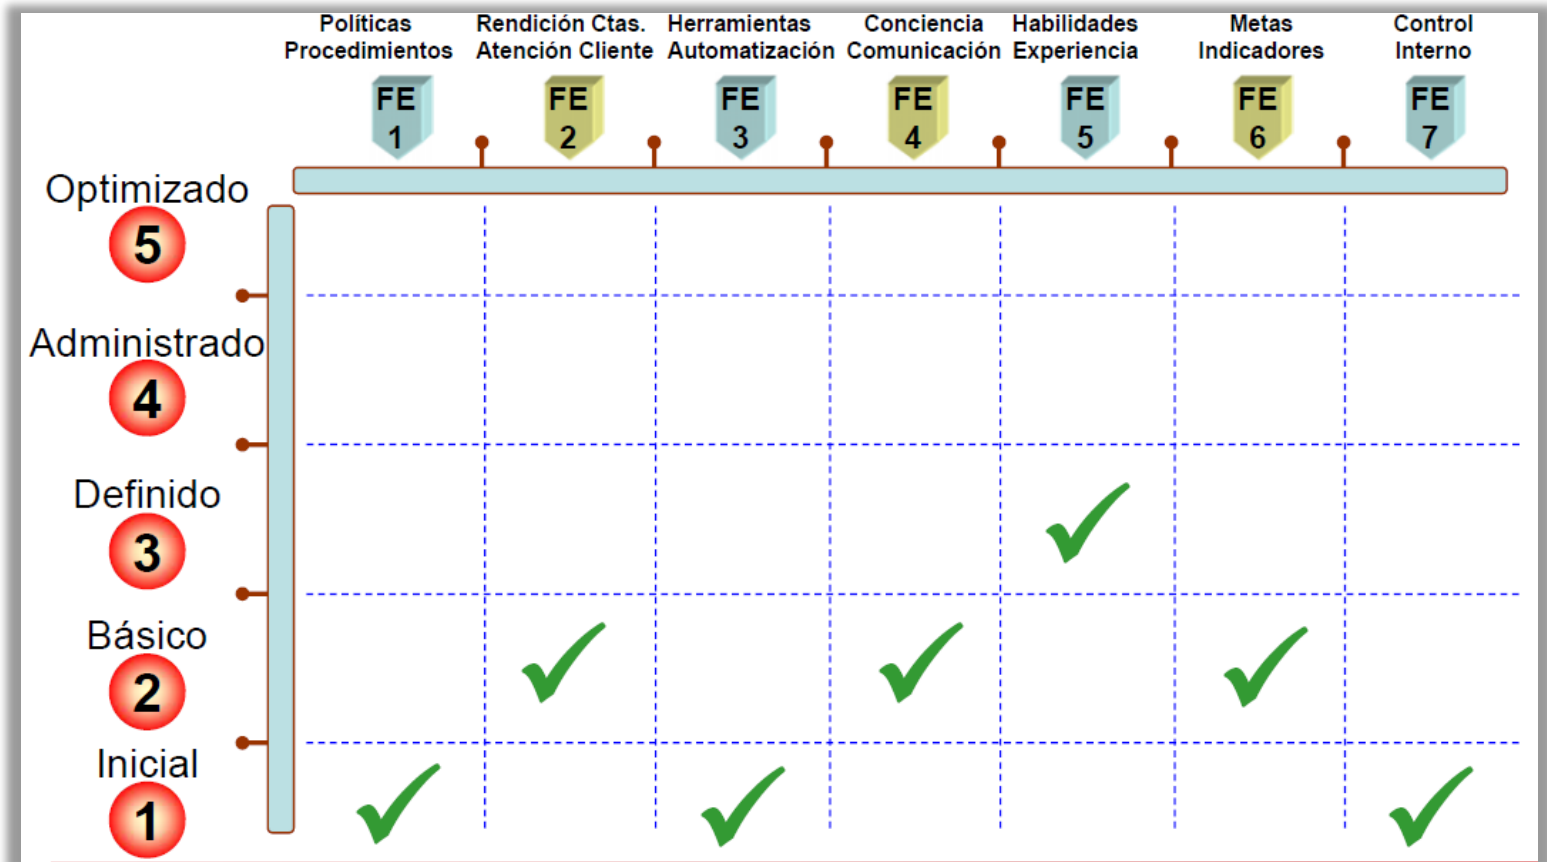 Políticas
Procedimientos
Rendición Ctas.
Atención Cliente
Herramientas
Automatización
Conciencia
Comunicación
Habilidades
Experiencia
Metas
Indicadores
Control
Interno
FE
1
FE
2
FE
3
FE
4
FE
5
FE
6
FE
7
Optimizado
5
Administrado
4
Definido
3
Básico
2
Inicial
1